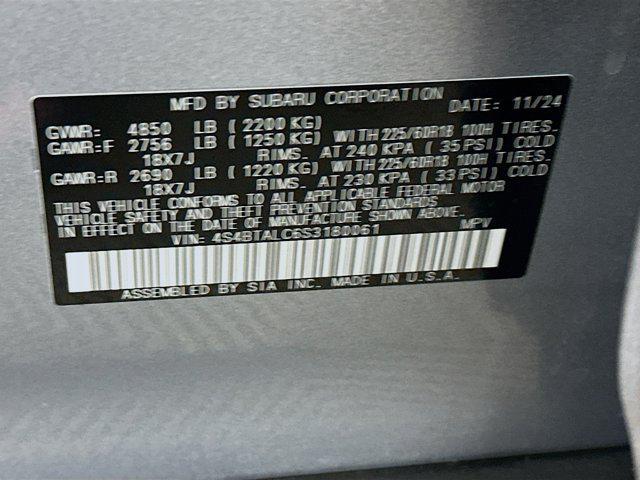 MFD BY SUBARU CORPORATION DATE: 11/24
GVWR: 4850 LB (2200 KG)
GAWR-F 2756 LB (1250 KG) WITH 225/60R18 100H TIRES.
18X7J RIMS. AT 240 KPA (35 PSI) COLD
GAWR-R 2690 LB (1220 KG) WITH 225/60R18 100H TIRES.
18X7J RIMS. AT 230 KPA (33 PSI) COLD
THIS VEHICLE CONFORMS TO ALL APPLICABLE FEDERAL MOTOR
VEHICLE SAFETY AND THEFT PREVENTION STANDARDS
IN EFFECT ON THE DATE OF MANUFACTURE SHOWN ABOVE.
VIN: 4S4BTALC6S3180061 MPV
ASSEMBLED BY SIA INC. MADE IN U.S.A.